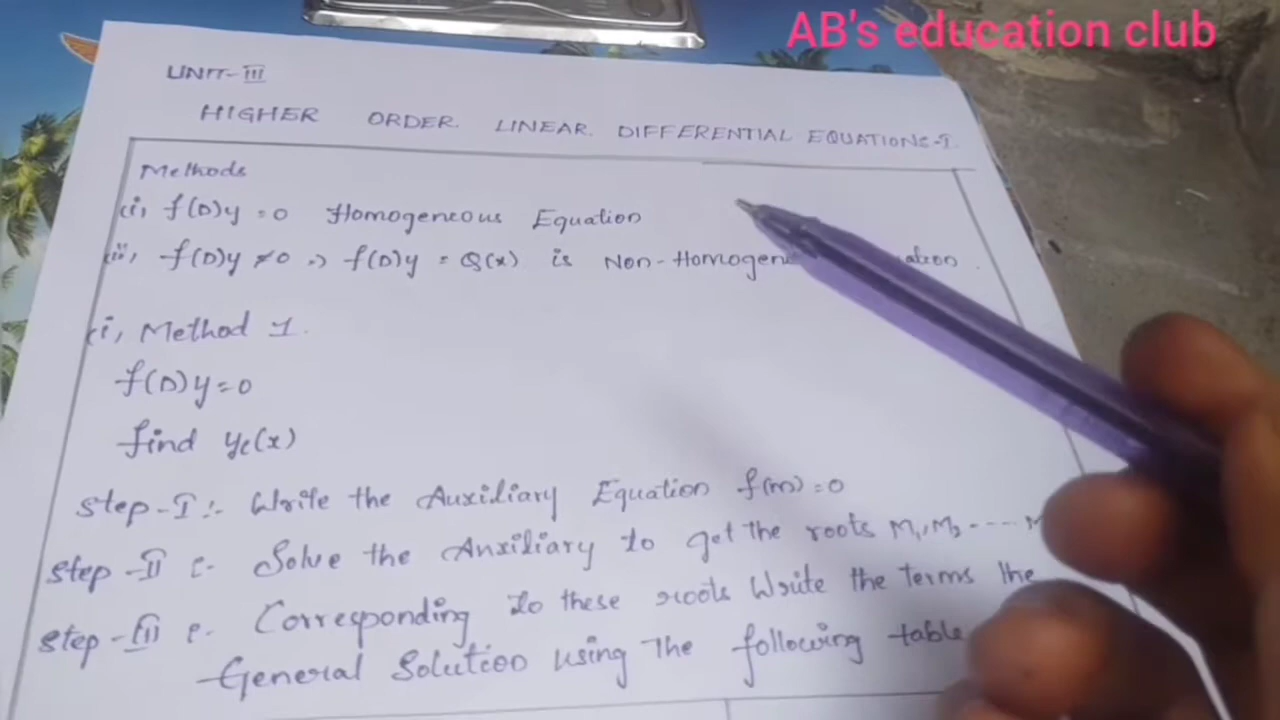 AB's education club
UNIT-III
HIGHER ORDER. LINEAR. DIFFERENTIAL EQUATIONS-I.
Methods
(i, f(D)y = 0 Homogeneous Equation
(ii, f(D)y ≠ 0 ⇒ f(D)y = Q(x) is Non-Homogen
(i, Method 1.
f(D)y = 0
find yc(x)
Step-I :- Write the Auxiliary Equation f(m) = 0
Step-II :- Solve the Auxiliary to get the roots M1, M2 ----
Step-III :- Corresponding to these roots Write the terms the
General Solution using the following table